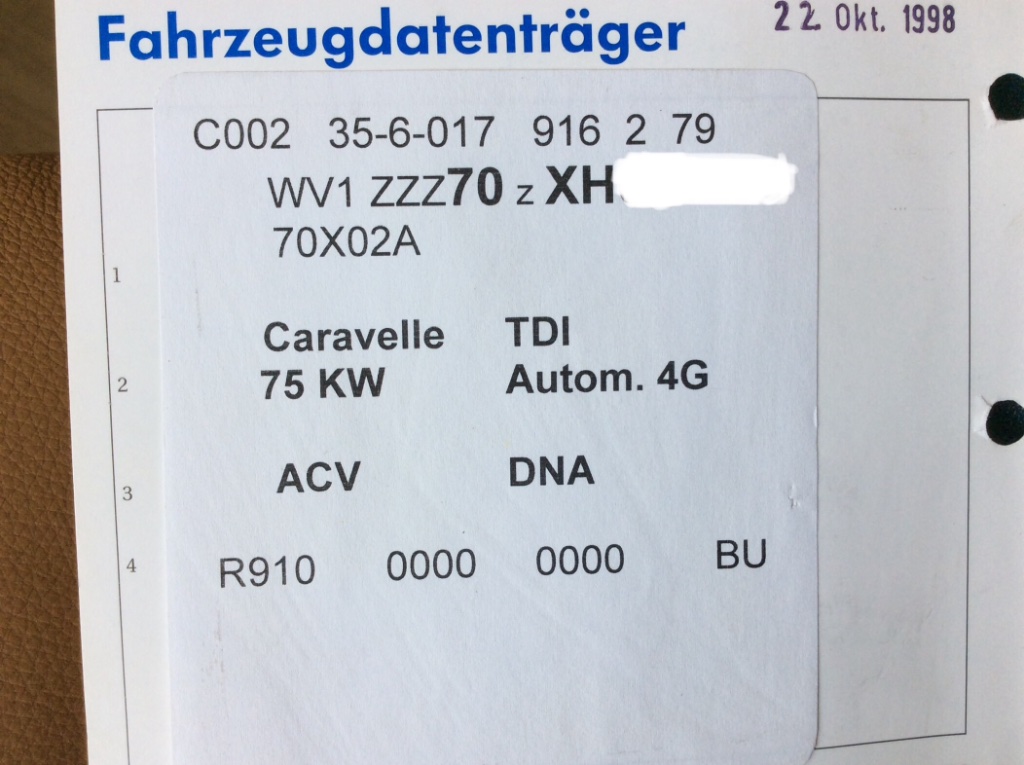 Fahrzeugdatenträger 22. Okt. 1998
C002 35-6-017 916 2 79
WV1 ZZZ70 Z XH
70X02A
1
Caravelle TDI
2 75 KW Autom. 4G
3 ACV DNA
4 R910 0000 0000 BU